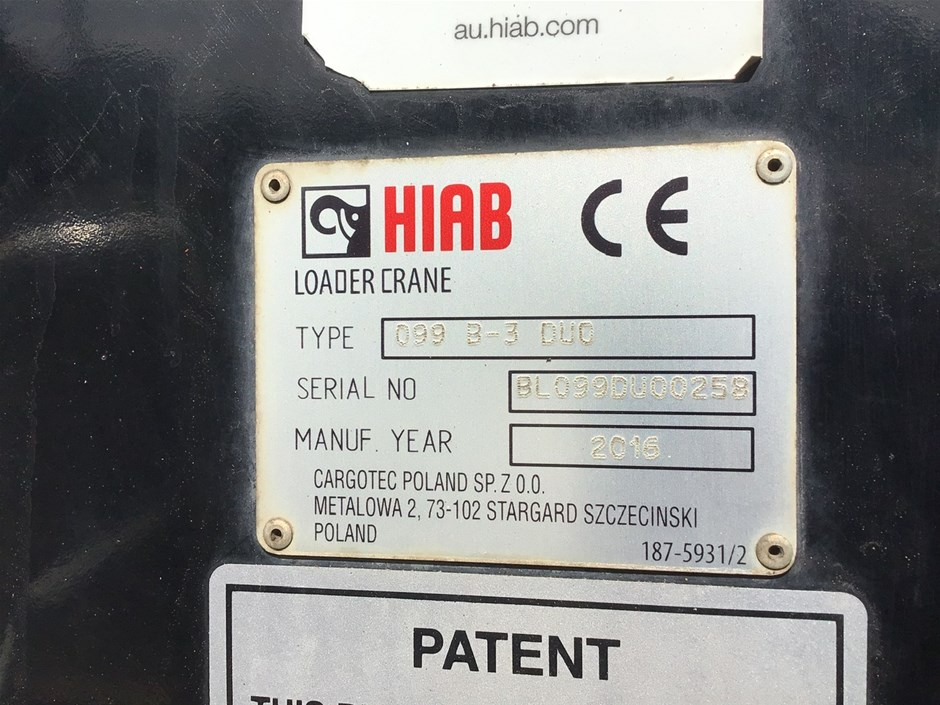 au.hiab.com
HIAB CE
LOADER CRANE
TYPE 099 B-3 DUO
SERIAL NO BL099DU00258
MANUF. YEAR 2016
CARGOTEC POLAND SP. Z O.O.
METALOWA 2, 73-102 STARGARD SZCZECINSKI
POLAND
187-5931/2
PATENT